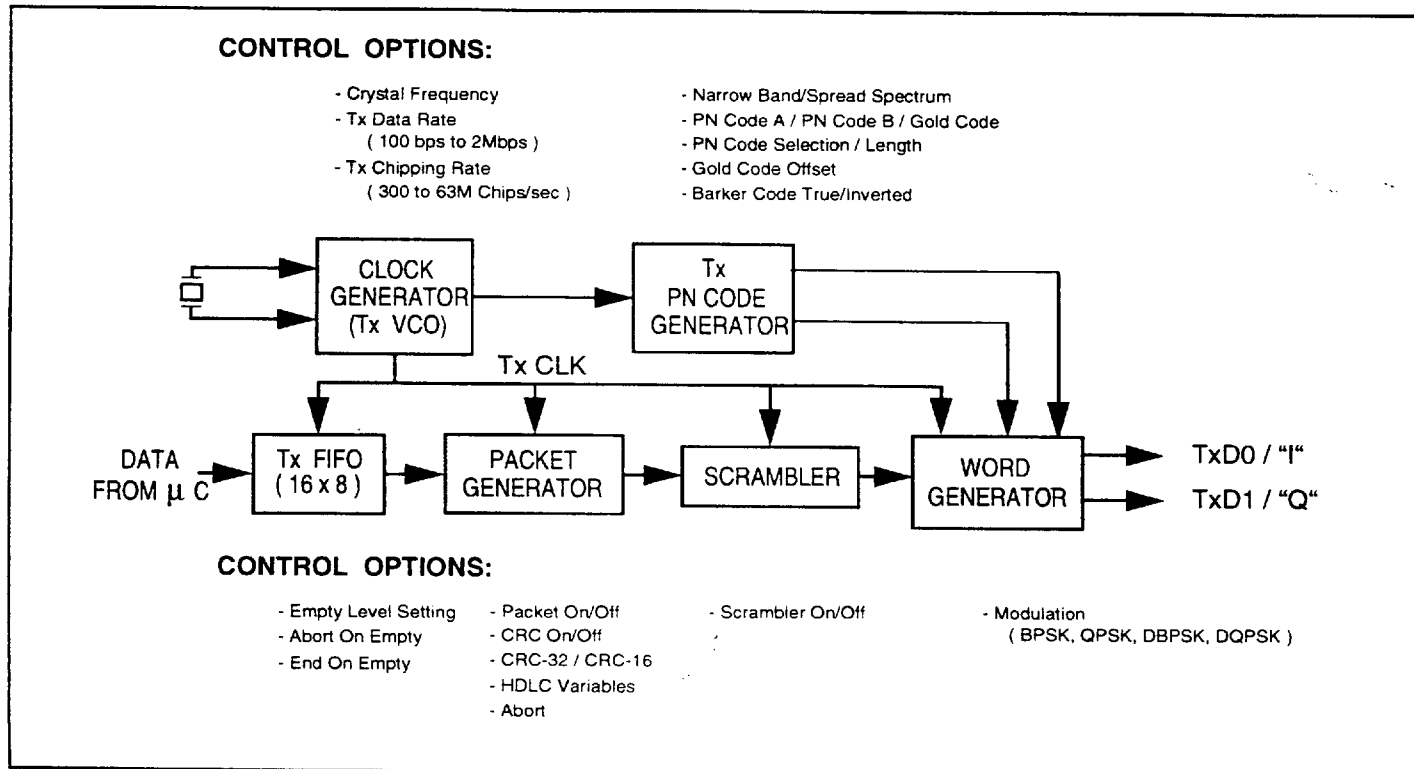 CONTROL OPTIONS:
- Crystal Frequency
- Tx Data Rate
( 100 bps to 2Mbps )
- Tx Chipping Rate
( 300 to 63M Chips/sec )
- Narrow Band/Spread Spectrum
- PN Code A / PN Code B / Gold Code
- PN Code Selection / Length
- Gold Code Offset
- Barker Code True/Inverted
CLOCK
GENERATOR
(Tx VCO)
Tx
PN CODE
GENERATOR
Tx CLK
DATA
FROM μ C
Tx FIFO
( 16 x 8 )
PACKET
GENERATOR
SCRAMBLER
WORD
GENERATOR
TxD0 / “I“
TxD1 / “Q“
CONTROL OPTIONS:
- Empty Level Setting
- Abort On Empty
- End On Empty
- Packet On/Off
- CRC On/Off
- CRC-32 / CRC-16
- HDLC Variables
- Abort
- Scrambler On/Off
- Modulation
( BPSK, QPSK, DBPSK, DQPSK )